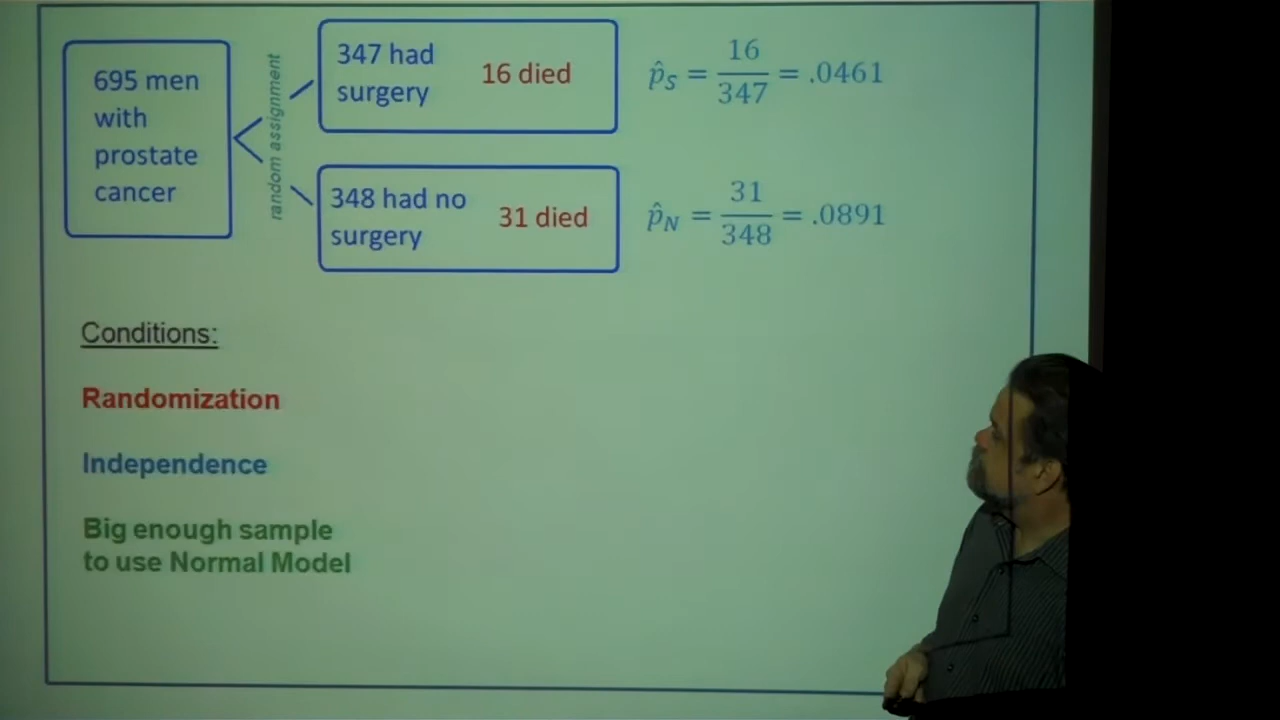 695 men
with
prostate
cancer
random assignment
347 had
surgery
16 died
p̂S = 16/347 = .0461
348 had no
surgery
31 died
p̂N = 31/348 = .0891
Conditions:
Randomization
Independence
Big enough sample
to use Normal Model